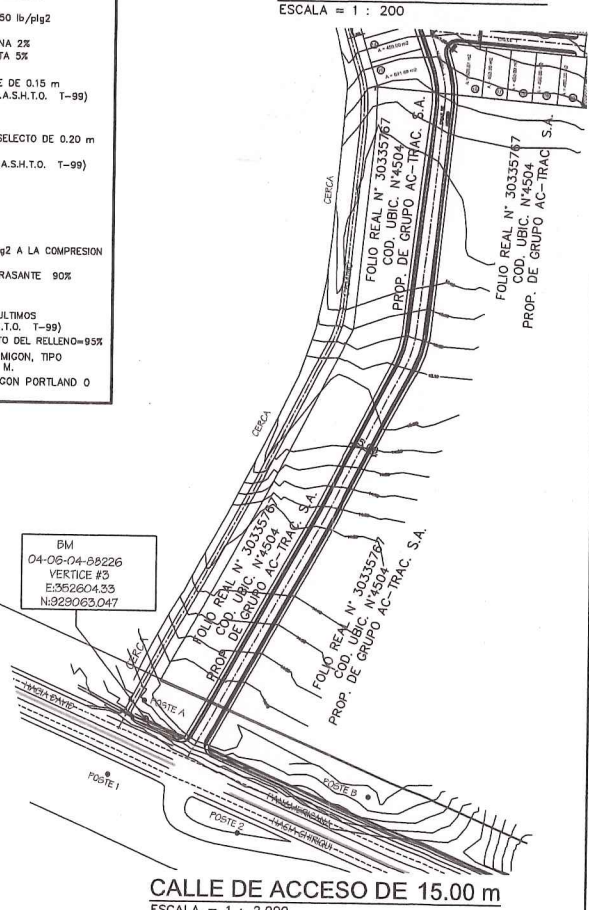 50 lb/plg2
NA 2%
TA 5%
E DE 0.15 m
.A.S.H.T.O. T-99)
SELECTO DE 0.20 m
A.S.H.T.O. T-99)
g2 A LA COMPRESION
RASANTE 90%
ULTIMOS
.T.O. T-99)
TO DEL RELLENO=95%
MIGON, TIPO
M.
GON PORTLAND O
ESCALA = 1 : 200
CERCA
FOLIO REAL N° 30335767
COD. UBIC. N°4504
PROP. DE GRUPO AC-TRAC. S.A.
FOLIO REAL N° 30335767
COD. UBIC. N°4504
PROP. DE GRUPO AC-TRAC. S.A.
CERCA
FOLIO REAL N° 30335767
COD. UBIC. N°4504
PROP. DE GRUPO AC-TRAC. S.A.
FOLIO REAL N° 30335767
COD. UBIC. N°4504
PROP. DE GRUPO AC-TRAC. S.A.
BM
04-06-04-88226
VERTICE #3
E:352604.33
N:929063.047
CERCA
HACIA DAVID
POSTE A
POSTE 1
POSTE 2
POSTE B
PANAMERICANA
HACIA CHIRIQUI
CALLE DE ACCESO DE 15.00 m
ESCALA = 1 : 2,000